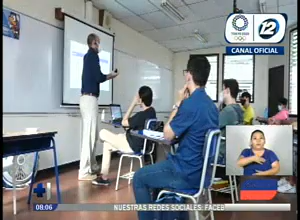 TOKYO 2020
12
CANAL OFICIAL
08:06
NUESTRAS REDES SOCIALES: FACEB